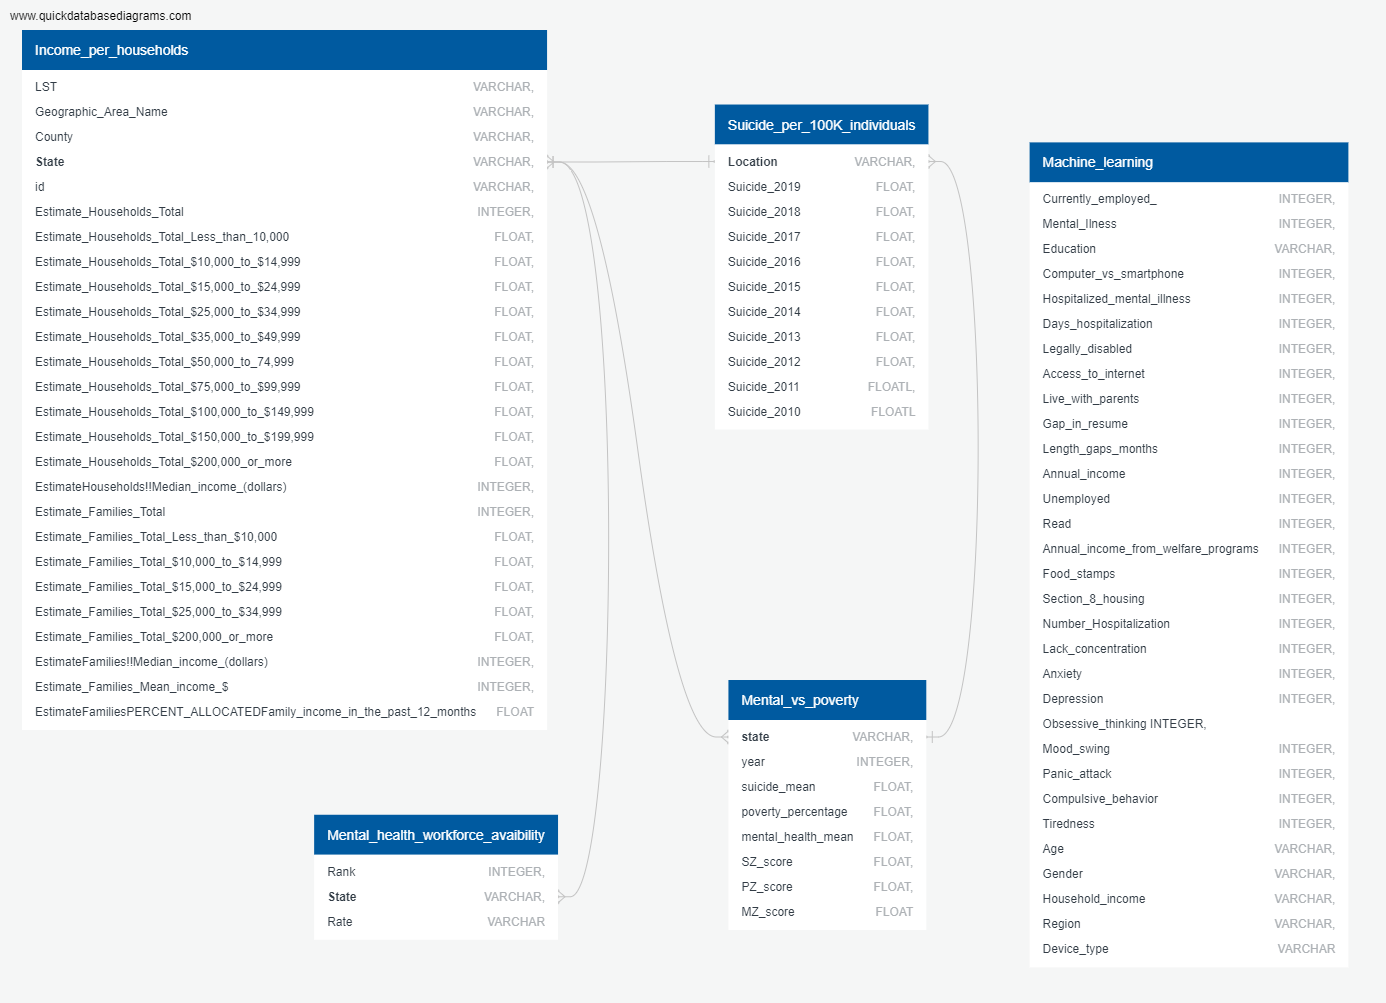 www.quickdatabasediagrams.com
Income_per_households
LST VARCHAR,
Geographic_Area_Name VARCHAR,
County VARCHAR,
State VARCHAR,
id VARCHAR,
Estimate_Households_Total INTEGER,
Estimate_Households_Total_Less_than_10,000 FLOAT,
Estimate_Households_Total_$10,000_to_$14,999 FLOAT,
Estimate_Households_Total_$15,000_to_$24,999 FLOAT,
Estimate_Households_Total_$25,000_to_$34,999 FLOAT,
Estimate_Households_Total_$35,000_to_$49,999 FLOAT,
Estimate_Households_Total_$50,000_to_74,999 FLOAT,
Estimate_Households_Total_$75,000_to_$99,999 FLOAT,
Estimate_Households_Total_$100,000_to_$149,999 FLOAT,
Estimate_Households_Total_$150,000_to_$199,999 FLOAT,
Estimate_Households_Total_$200,000_or_more FLOAT,
EstimateHouseholds!!Median_income_(dollars) INTEGER,
Estimate_Families_Total INTEGER,
Estimate_Families_Total_Less_than_$10,000 FLOAT,
Estimate_Families_Total_$10,000_to_$14,999 FLOAT,
Estimate_Families_Total_$15,000_to_$24,999 FLOAT,
Estimate_Families_Total_$25,000_to_$34,999 FLOAT,
Estimate_Families_Total_$200,000_or_more FLOAT,
EstimateFamilies!!Median_income_(dollars) INTEGER,
Estimate_Families_Mean_income_$ INTEGER,
EstimateFamiliesPERCENT_ALLOCATEDFamily_income_in_the_past_12_months FLOAT
Suicide_per_100K_individuals
Location VARCHAR,
Suicide_2019 FLOAT,
Suicide_2018 FLOAT,
Suicide_2017 FLOAT,
Suicide_2016 FLOAT,
Suicide_2015 FLOAT,
Suicide_2014 FLOAT,
Suicide_2013 FLOAT,
Suicide_2012 FLOAT,
Suicide_2011 FLOATL,
Suicide_2010 FLOATL
Machine_learning
Currently_employed_ INTEGER,
Mental_Ilness INTEGER,
Education VARCHAR,
Computer_vs_smartphone INTEGER,
Hospitalized_mental_illness INTEGER,
Days_hospitalization INTEGER,
Legally_disabled INTEGER,
Access_to_internet INTEGER,
Live_with_parents INTEGER,
Gap_in_resume INTEGER,
Length_gaps_months INTEGER,
Annual_income INTEGER,
Unemployed INTEGER,
Read INTEGER,
Annual_income_from_welfare_programs INTEGER,
Food_stamps INTEGER,
Section_8_housing INTEGER,
Number_Hospitalization INTEGER,
Lack_concentration INTEGER,
Anxiety INTEGER,
Depression INTEGER,
Obsessive_thinking INTEGER,
Mood_swing INTEGER,
Panic_attack INTEGER,
Compulsive_behavior INTEGER,
Tiredness INTEGER,
Age VARCHAR,
Gender VARCHAR,
Household_income VARCHAR,
Region VARCHAR,
Device_type VARCHAR
Mental_vs_poverty
state VARCHAR,
year INTEGER,
suicide_mean FLOAT,
poverty_percentage FLOAT,
mental_health_mean FLOAT,
SZ_score FLOAT,
PZ_score FLOAT,
MZ_score FLOAT
Mental_health_workforce_avaibility
Rank INTEGER,
State VARCHAR,
Rate VARCHAR